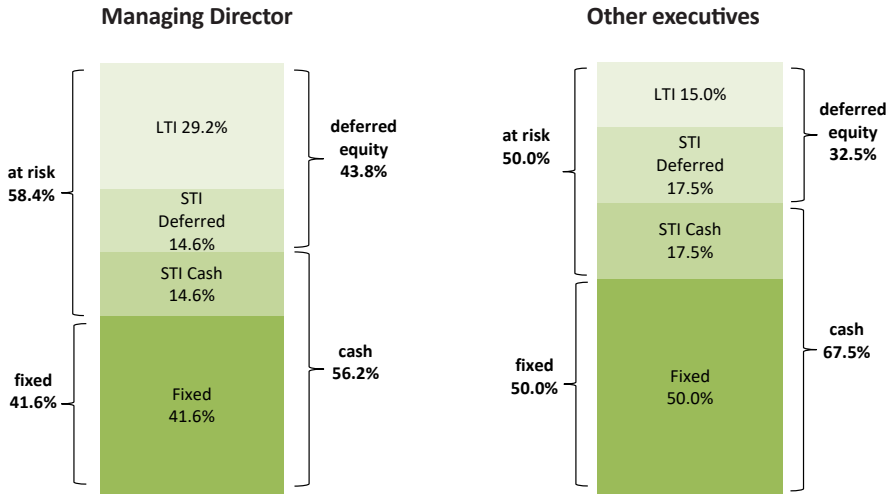 Managing Director
LTI 29.2%
STI
Deferred
14.6%
STI Cash
14.6%
Fixed
41.6%
at risk
58.4%
fixed
41.6%
deferred
equity
43.8%
cash
56.2%
Other executives
LTI 15.0%
STI
Deferred
17.5%
STI Cash
17.5%
Fixed
50.0%
at risk
50.0%
fixed
50.0%
deferred
equity
32.5%
cash
67.5%